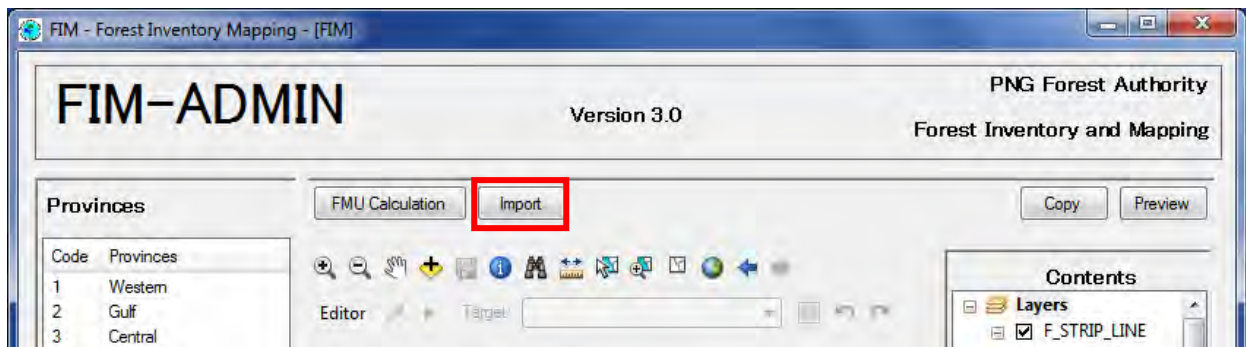 FIM - Forest Inventory Mapping - [FIM]
FIM-ADMIN
Version 3.0
PNG Forest Authority
Forest Inventory and Mapping
Provinces
FMU Calculation Import Copy Preview
Code Provinces
1 Western
2 Gulf
3 Central
Editor Target:
Contents
Layers
F_STRIP_LINE